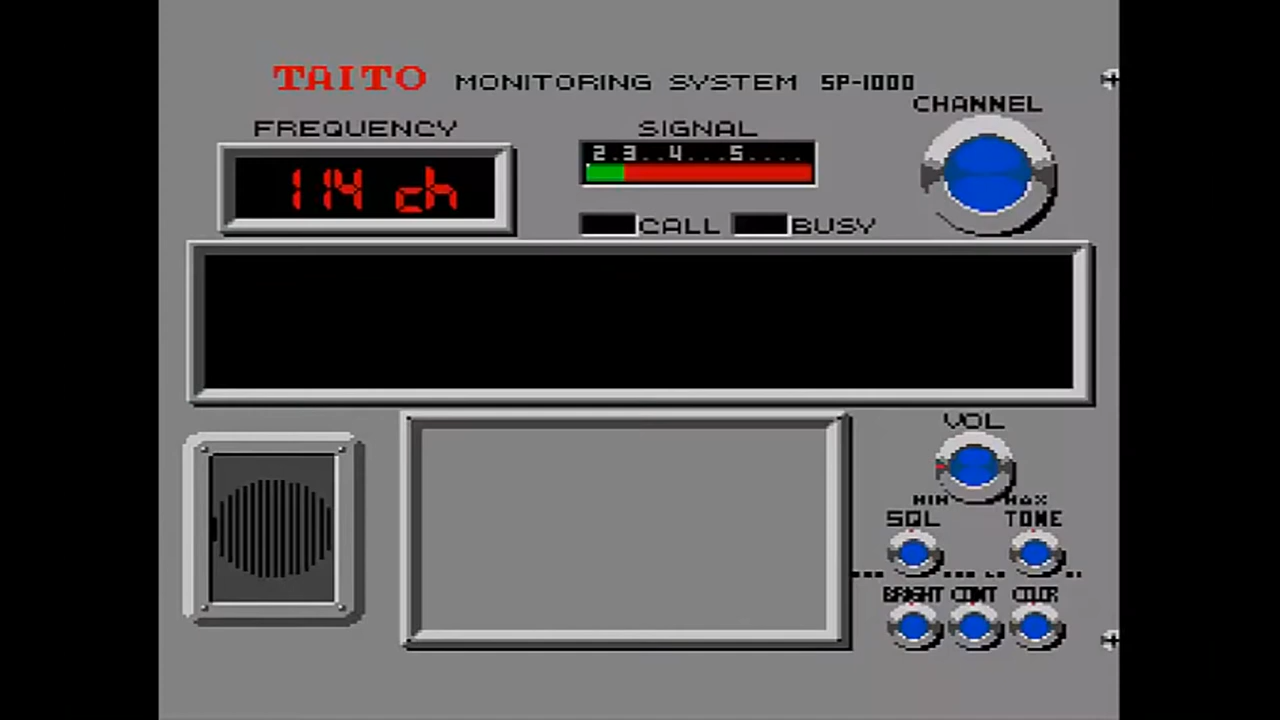 TAITO MONITORING SYSTEM SP-1000
CHANNEL
FREQUENCY SIGNAL
2.3..4...5....
114 ch
CALL BUSY
VOL
MIN MAX
SQL TONE
BRIGHT CONT COLOR